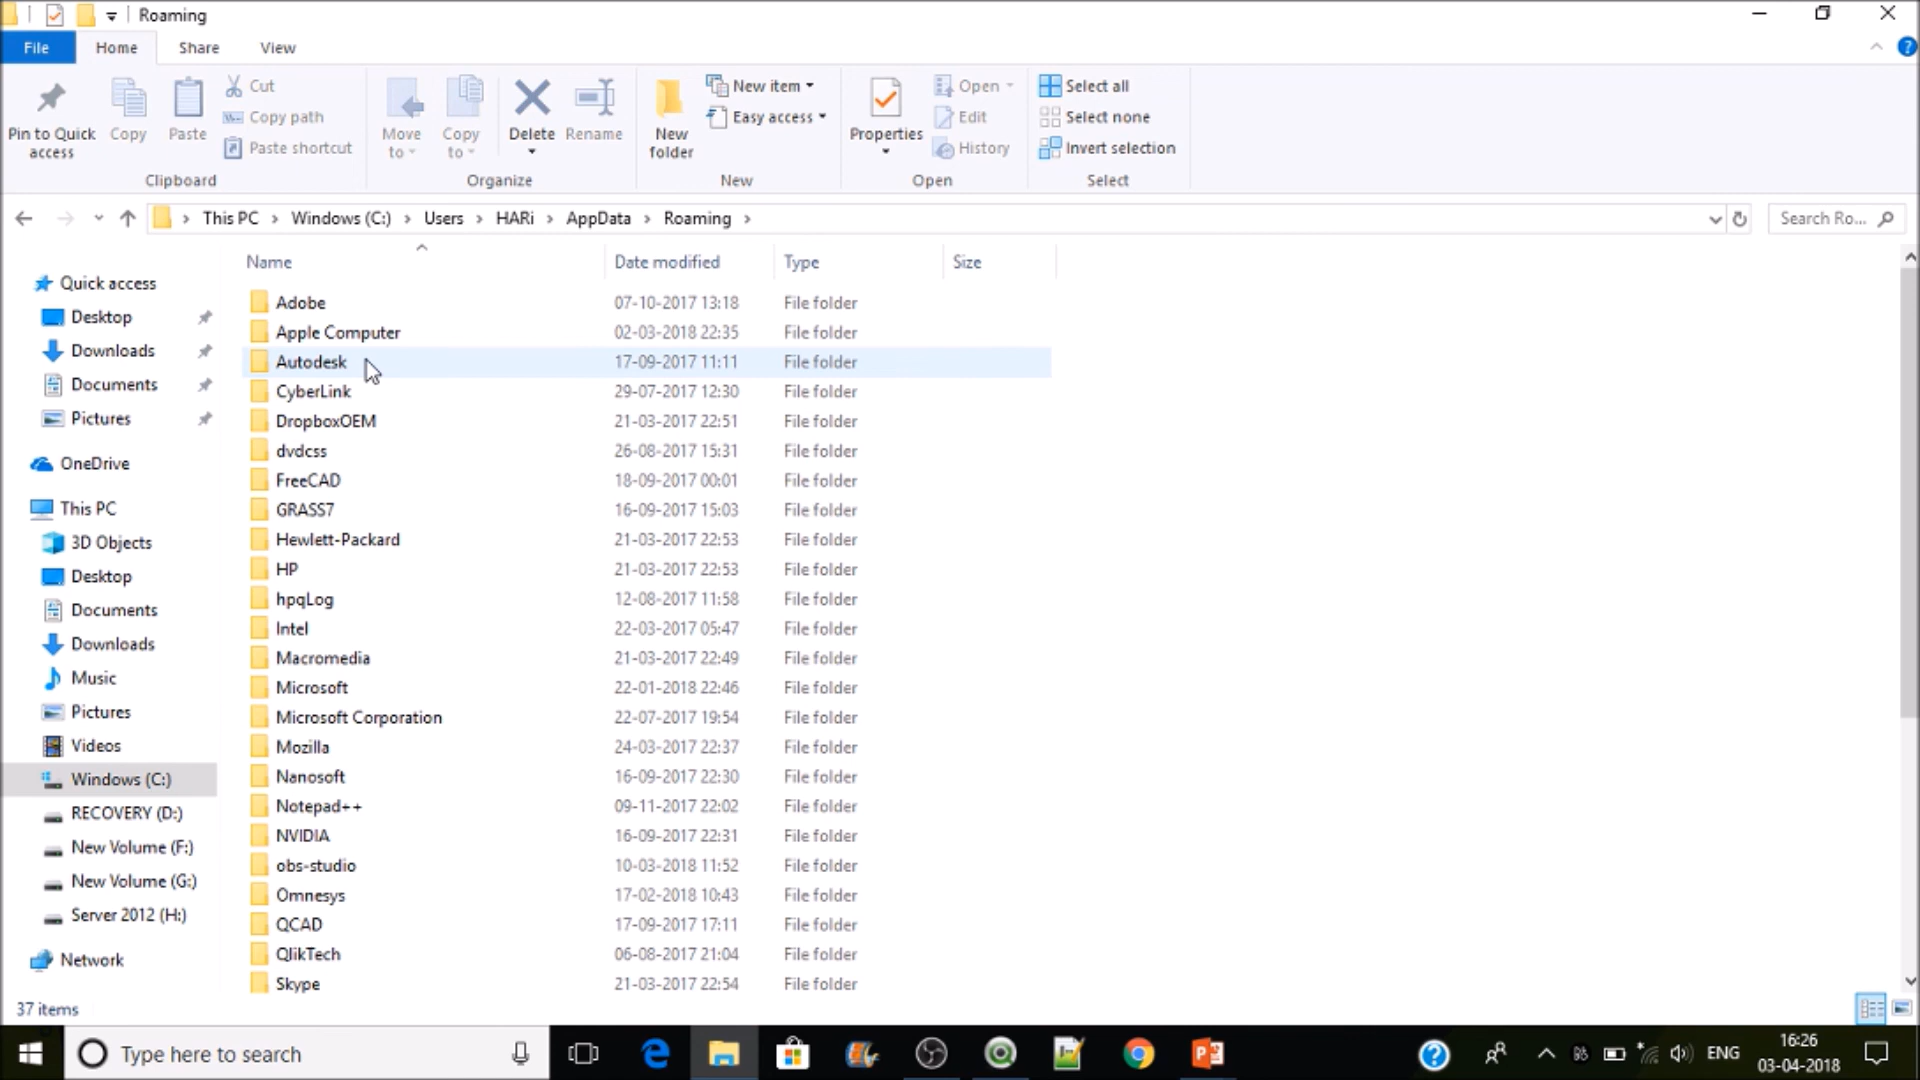 Roaming
File Home Share View
Pin to Quick access
Copy
Paste
Cut
Copy path
Paste shortcut
Clipboard
Move to
Copy to
Delete
Rename
Organize
New folder
New item
Easy access
New
Properties
Open
Edit
History
Open
Select all
Select none
Invert selection
Select
This PC > Windows (C:) > Users > HARi > AppData > Roaming >
Search Ro...
Quick access
Desktop
Downloads
Documents
Pictures
OneDrive
This PC
3D Objects
Desktop
Documents
Downloads
Music
Pictures
Videos
Windows (C:)
RECOVERY (D:)
New Volume (F:)
New Volume (G:)
Server 2012 (H:)
Network
Name Date modified Type Size
Adobe 07-10-2017 13:18 File folder
Apple Computer 02-03-2018 22:35 File folder
Autodesk 17-09-2017 11:11 File folder
CyberLink 29-07-2017 12:30 File folder
DropboxOEM 21-03-2017 22:51 File folder
dvdcss 26-08-2017 15:31 File folder
FreeCAD 18-09-2017 00:01 File folder
GRASS7 16-09-2017 15:03 File folder
Hewlett-Packard 21-03-2017 22:53 File folder
HP 21-03-2017 22:53 File folder
hpqLog 12-08-2017 11:58 File folder
Intel 22-03-2017 05:47 File folder
Macromedia 21-03-2017 22:49 File folder
Microsoft 22-01-2018 22:46 File folder
Microsoft Corporation 22-07-2017 19:54 File folder
Mozilla 24-03-2017 22:37 File folder
Nanosoft 16-09-2017 22:30 File folder
Notepad++ 09-11-2017 22:02 File folder
NVIDIA 16-09-2017 22:31 File folder
obs-studio 10-03-2018 11:52 File folder
Omnesys 17-02-2018 10:43 File folder
QCAD 17-09-2017 17:11 File folder
QlikTech 06-08-2017 21:04 File folder
Skype 21-03-2017 22:54 File folder
37 items
Type here to search
ENG
16:26
03-04-2018